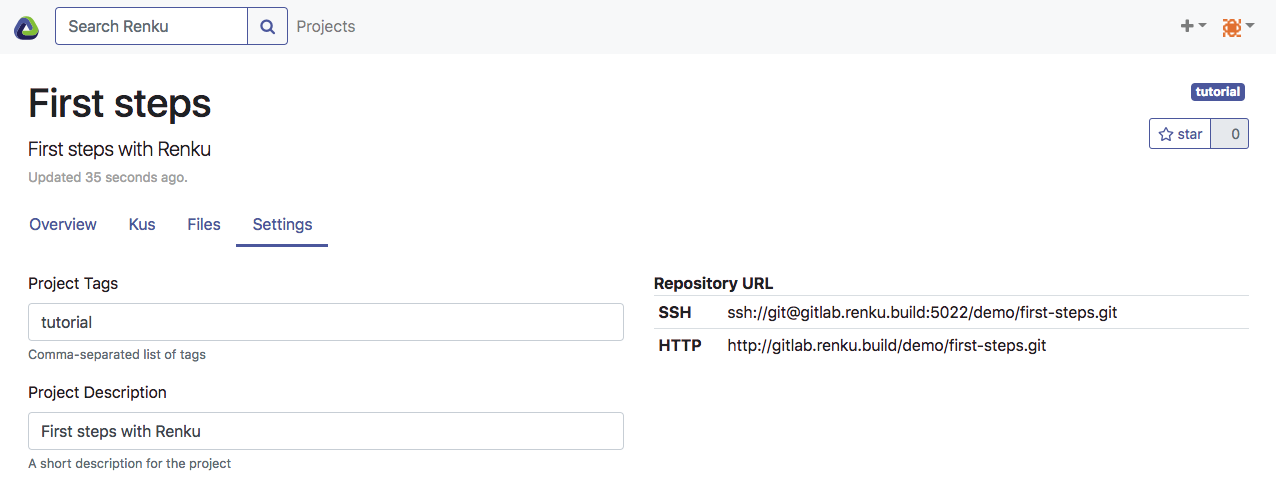 Search Renku
Projects
First steps
tutorial
star 0
First steps with Renku
Updated 35 seconds ago.
Overview Kus Files Settings
Project Tags
tutorial
Comma-separated list of tags
Project Description
First steps with Renku
A short description for the project
Repository URL
SSH ssh://git@gitlab.renku.build:5022/demo/first-steps.git
HTTP http://gitlab.renku.build/demo/first-steps.git